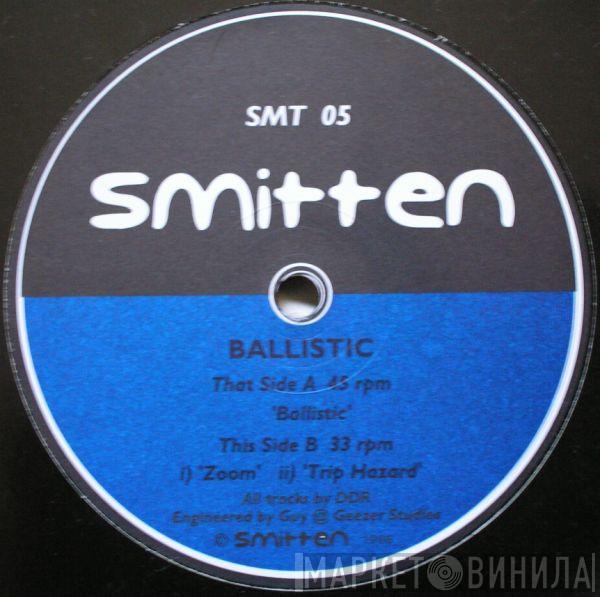 SMT 05
smitten
BALLISTIC
That Side A 45 rpm
'Ballistic'
This Side B 33 rpm
i) 'Zoom' ii) 'Trip Hazard'
All tracks by DDR
Engineered by Guy @ Geezer Studios
© smitten
МАРКЕТ ВИНИЛА